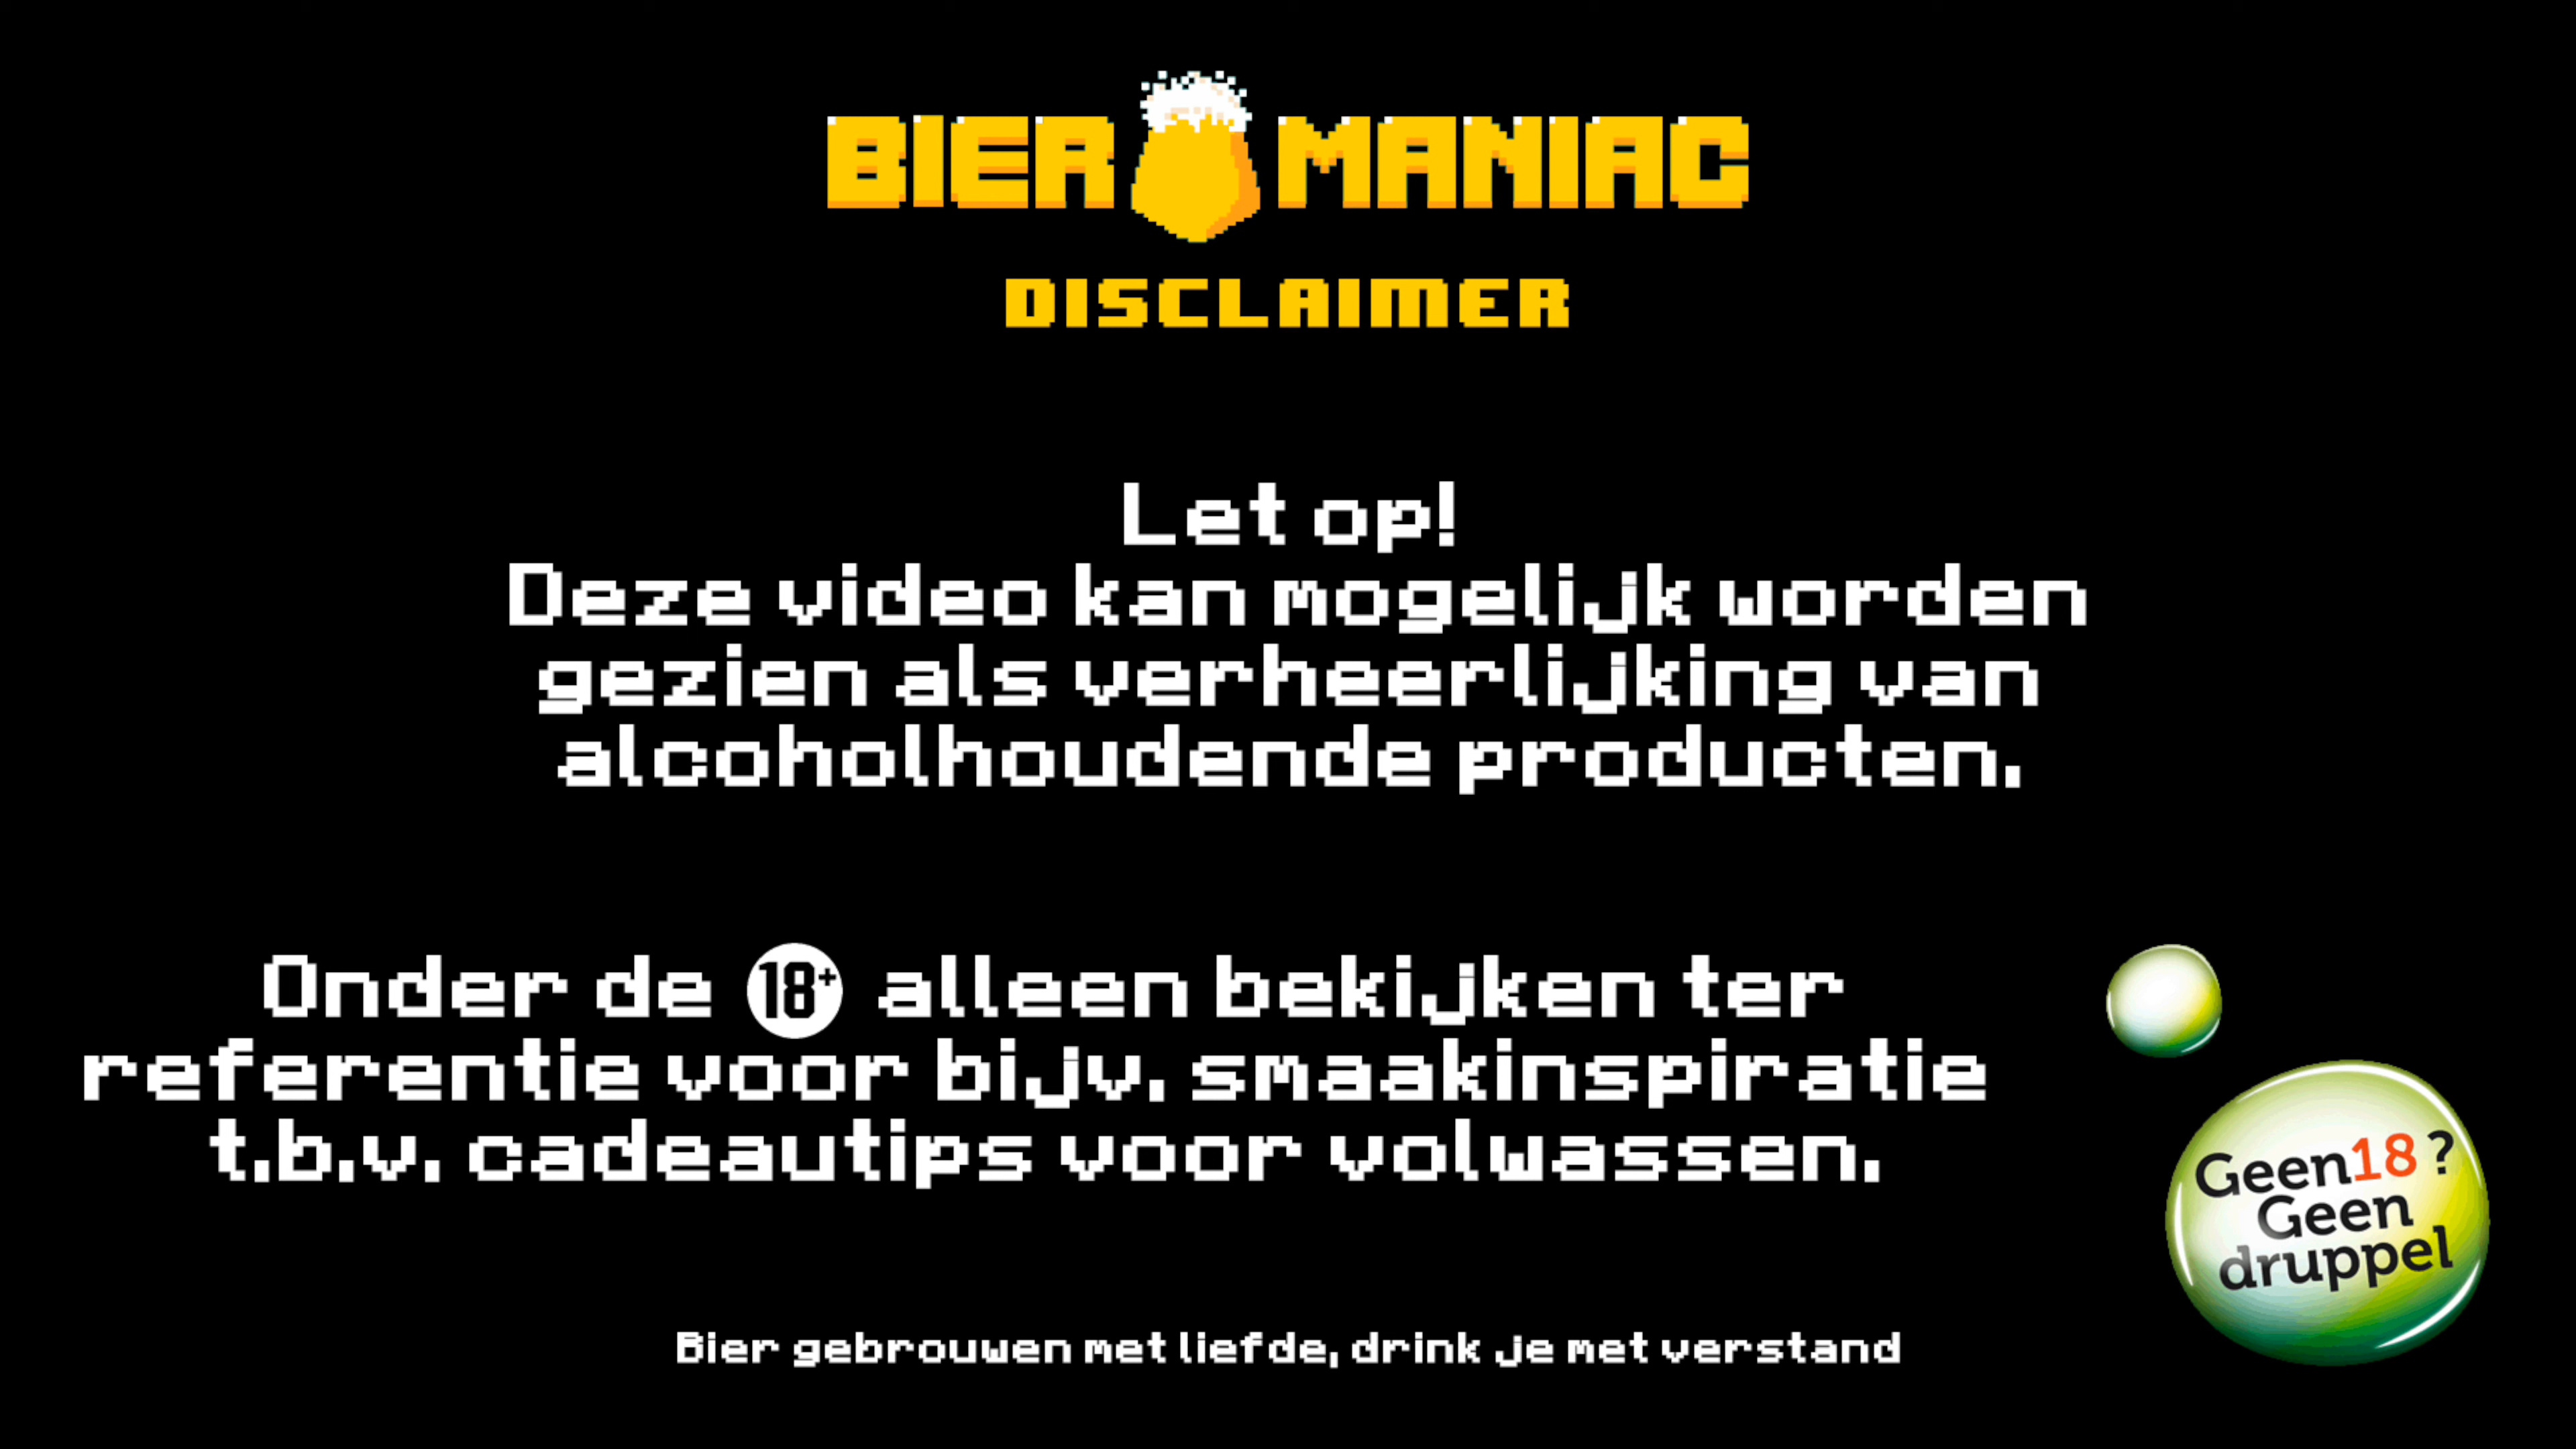 BIER MANIAC
DISCLAIMER
Let op!
Deze video kan mogelijk worden
gezien als verheerlijking van
alcoholhoudende producten.
Onder de 18+ alleen bekijken ter
referentie voor bijv. smaakinspiratie
t.b.v. cadeautips voor volwassen.
Geen18?
Geen
druppel
Bier gebrouwen met liefde, drink je met verstand